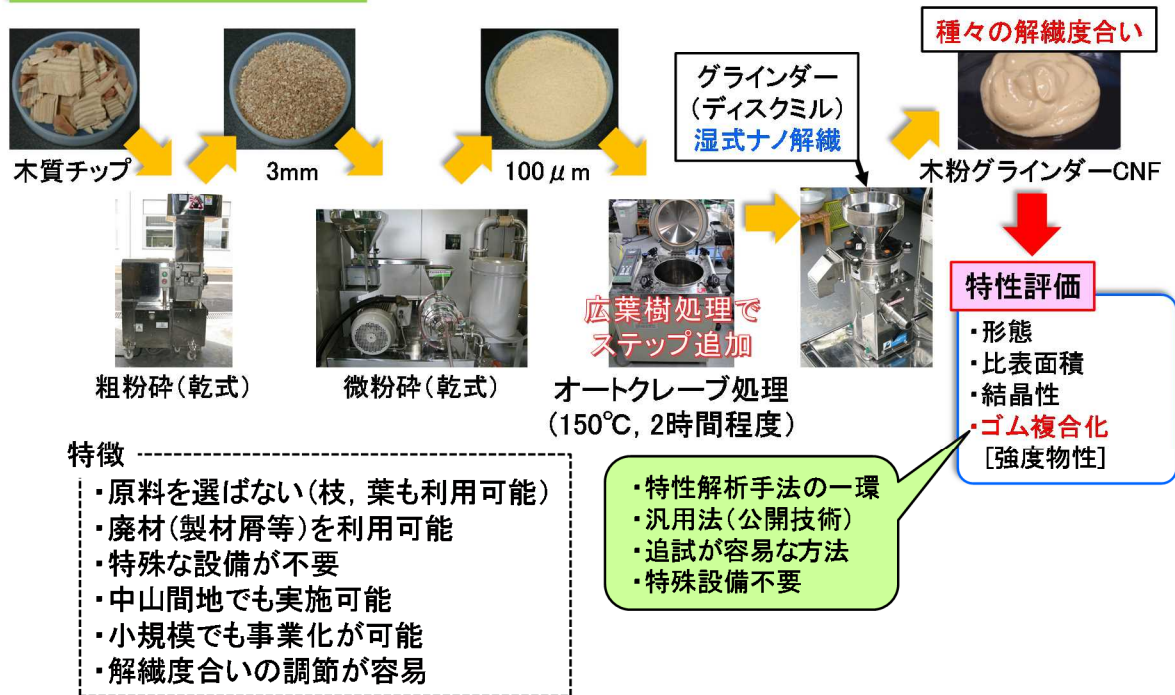 種々の解繊度合い
グラインダー
(ディスクミル)
湿式ナノ解繊
木質チップ
3mm
100μm
木粉グラインダーCNF
広葉樹処理で
ステップ追加
粗粉砕(乾式)
微粉砕(乾式)
オートクレーブ処理
(150℃, 2時間程度)
特性評価
・形態
・比表面積
・結晶性
・ゴム複合化
[強度物性]
特徴
・原料を選ばない(枝, 葉も利用可能)
・廃材(製材屑等)を利用可能
・特殊な設備が不要
・中山間地でも実施可能
・小規模でも事業化が可能
・解繊度合いの調節が容易
・特性解析手法の一環
・汎用法(公開技術)
・追試が容易な方法
・特殊設備不要